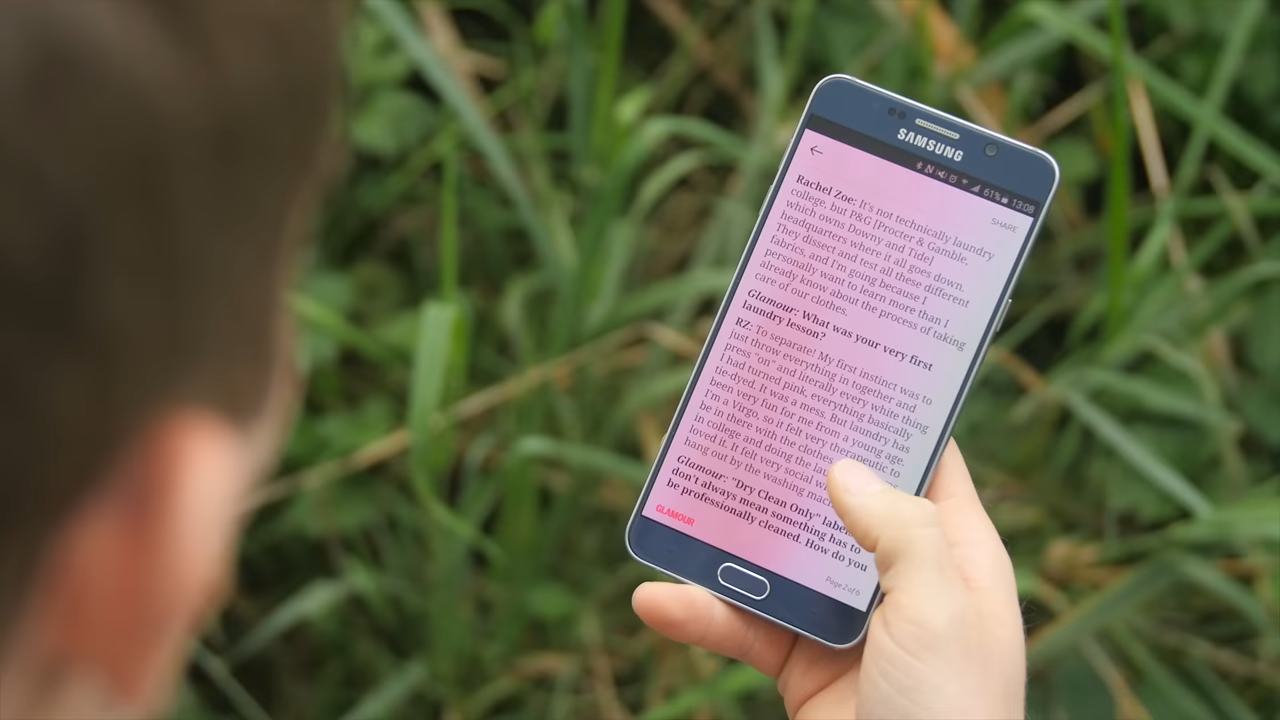 SAMSUNG
61% 13:08
SHARE
Rachel Zoe: It's not technically laundry
college, but P&G [Procter & Gamble,
which owns Downy and Tide]
headquarters where it all goes down.
They dissect and test all these different
fabrics, and I'm going because I
personally want to learn more than I
already know about the process of taking
care of our clothes.
Glamour: What was your very first
laundry lesson?
RZ: To separate! My first instinct was to
just throw everything in together and
press "on" and literally every white thing
I had turned pink, everything basically
tie-dyed. It was a mess. But laundry has
been very fun for me from a young age.
I'm a Virgo, so it felt very therapeutic to
be in there with the clothes
in college and doing the
loved it. It felt very social
hang out by the washing
Glamour: "Dry Clean Only"
don't always mean something has to
be professionally cleaned. How do you
GLAMOUR
Page 2 of 6